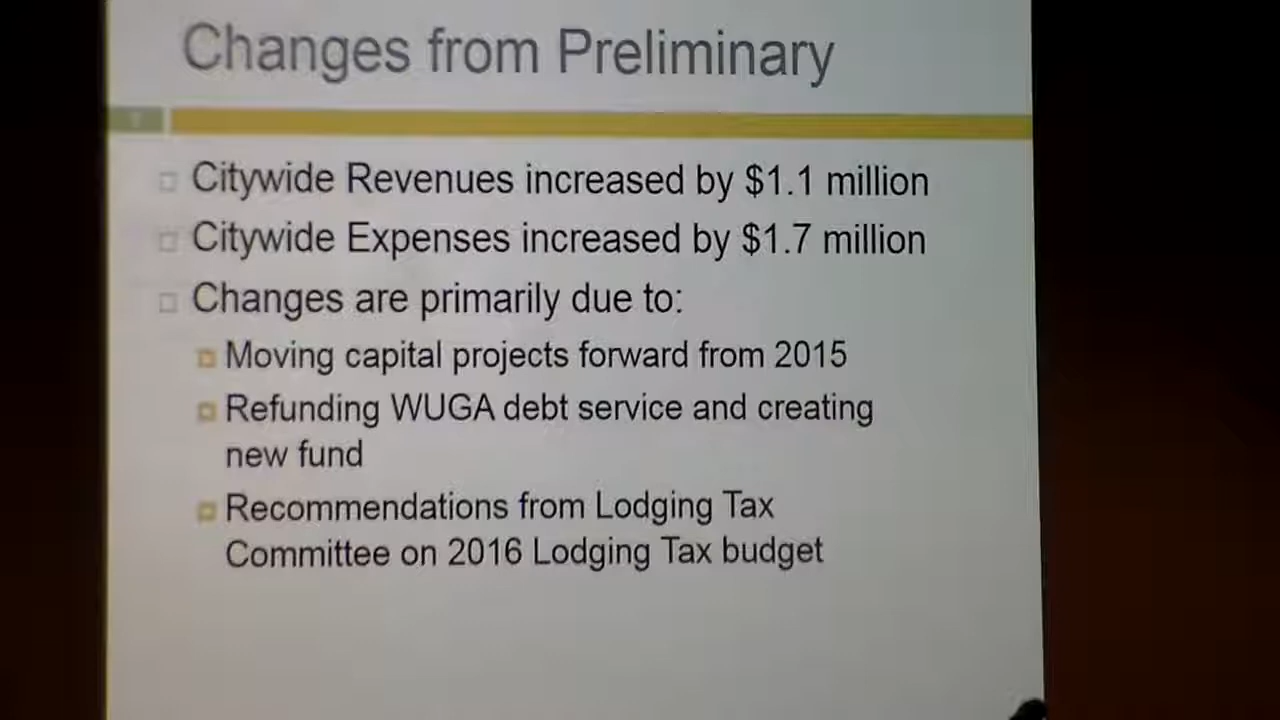 Changes from Preliminary
Citywide Revenues increased by $1.1 million
Citywide Expenses increased by $1.7 million
Changes are primarily due to:
Moving capital projects forward from 2015
Refunding WUGA debt service and creating
new fund
Recommendations from Lodging Tax
Committee on 2016 Lodging Tax budget